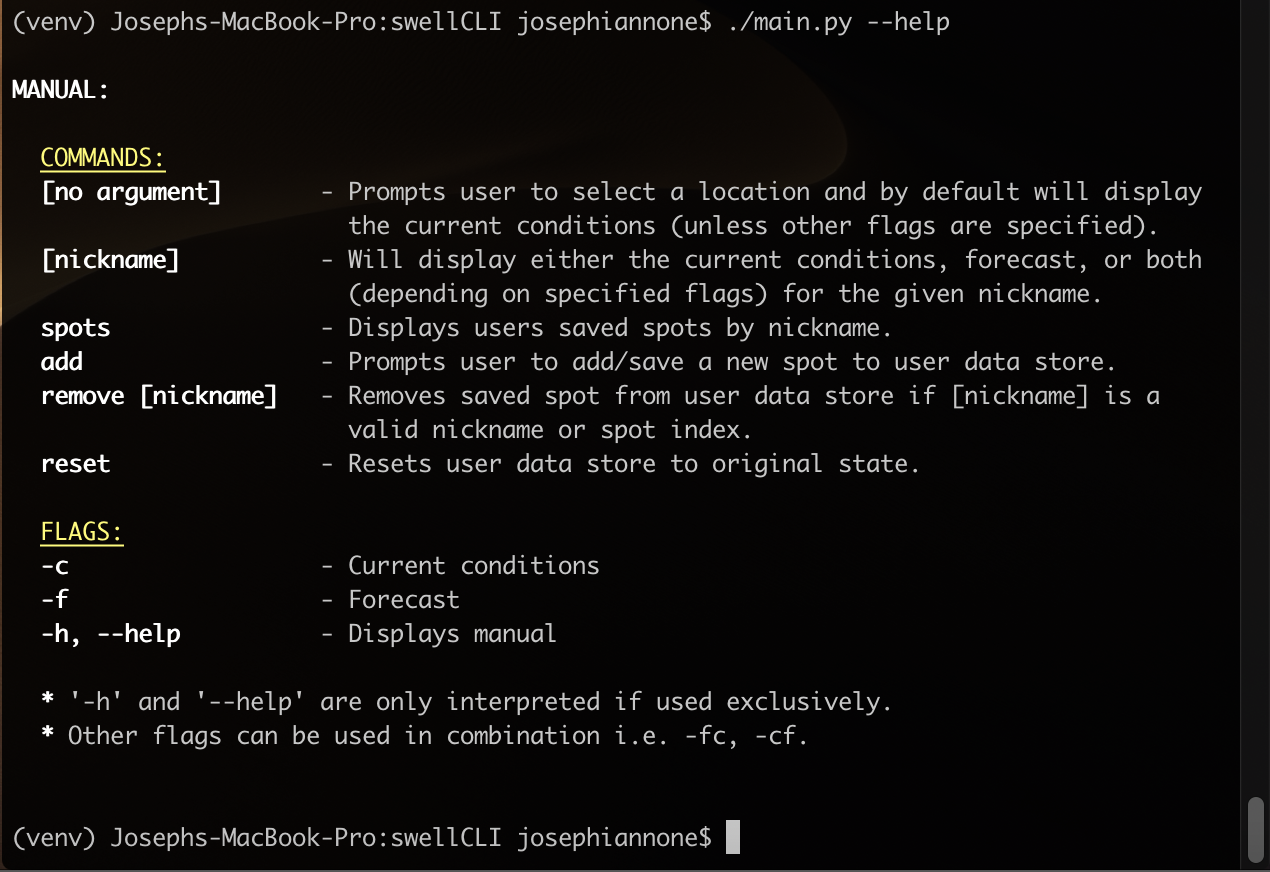 (venv) Josephs-MacBook-Pro:swellCLI josephiannone$ ./main.py --help
MANUAL:
COMMANDS:
[no argument] - Prompts user to select a location and by default will display
the current conditions (unless other flags are specified).
[nickname] - Will display either the current conditions, forecast, or both
(depending on specified flags) for the given nickname.
spots - Displays users saved spots by nickname.
add - Prompts user to add/save a new spot to user data store.
remove [nickname] - Removes saved spot from user data store if [nickname] is a
valid nickname or spot index.
reset - Resets user data store to original state.
FLAGS:
-c - Current conditions
-f - Forecast
-h, --help - Displays manual
* '-h' and '--help' are only interpreted if used exclusively.
* Other flags can be used in combination i.e. -fc, -cf.
(venv) Josephs-MacBook-Pro:swellCLI josephiannone$